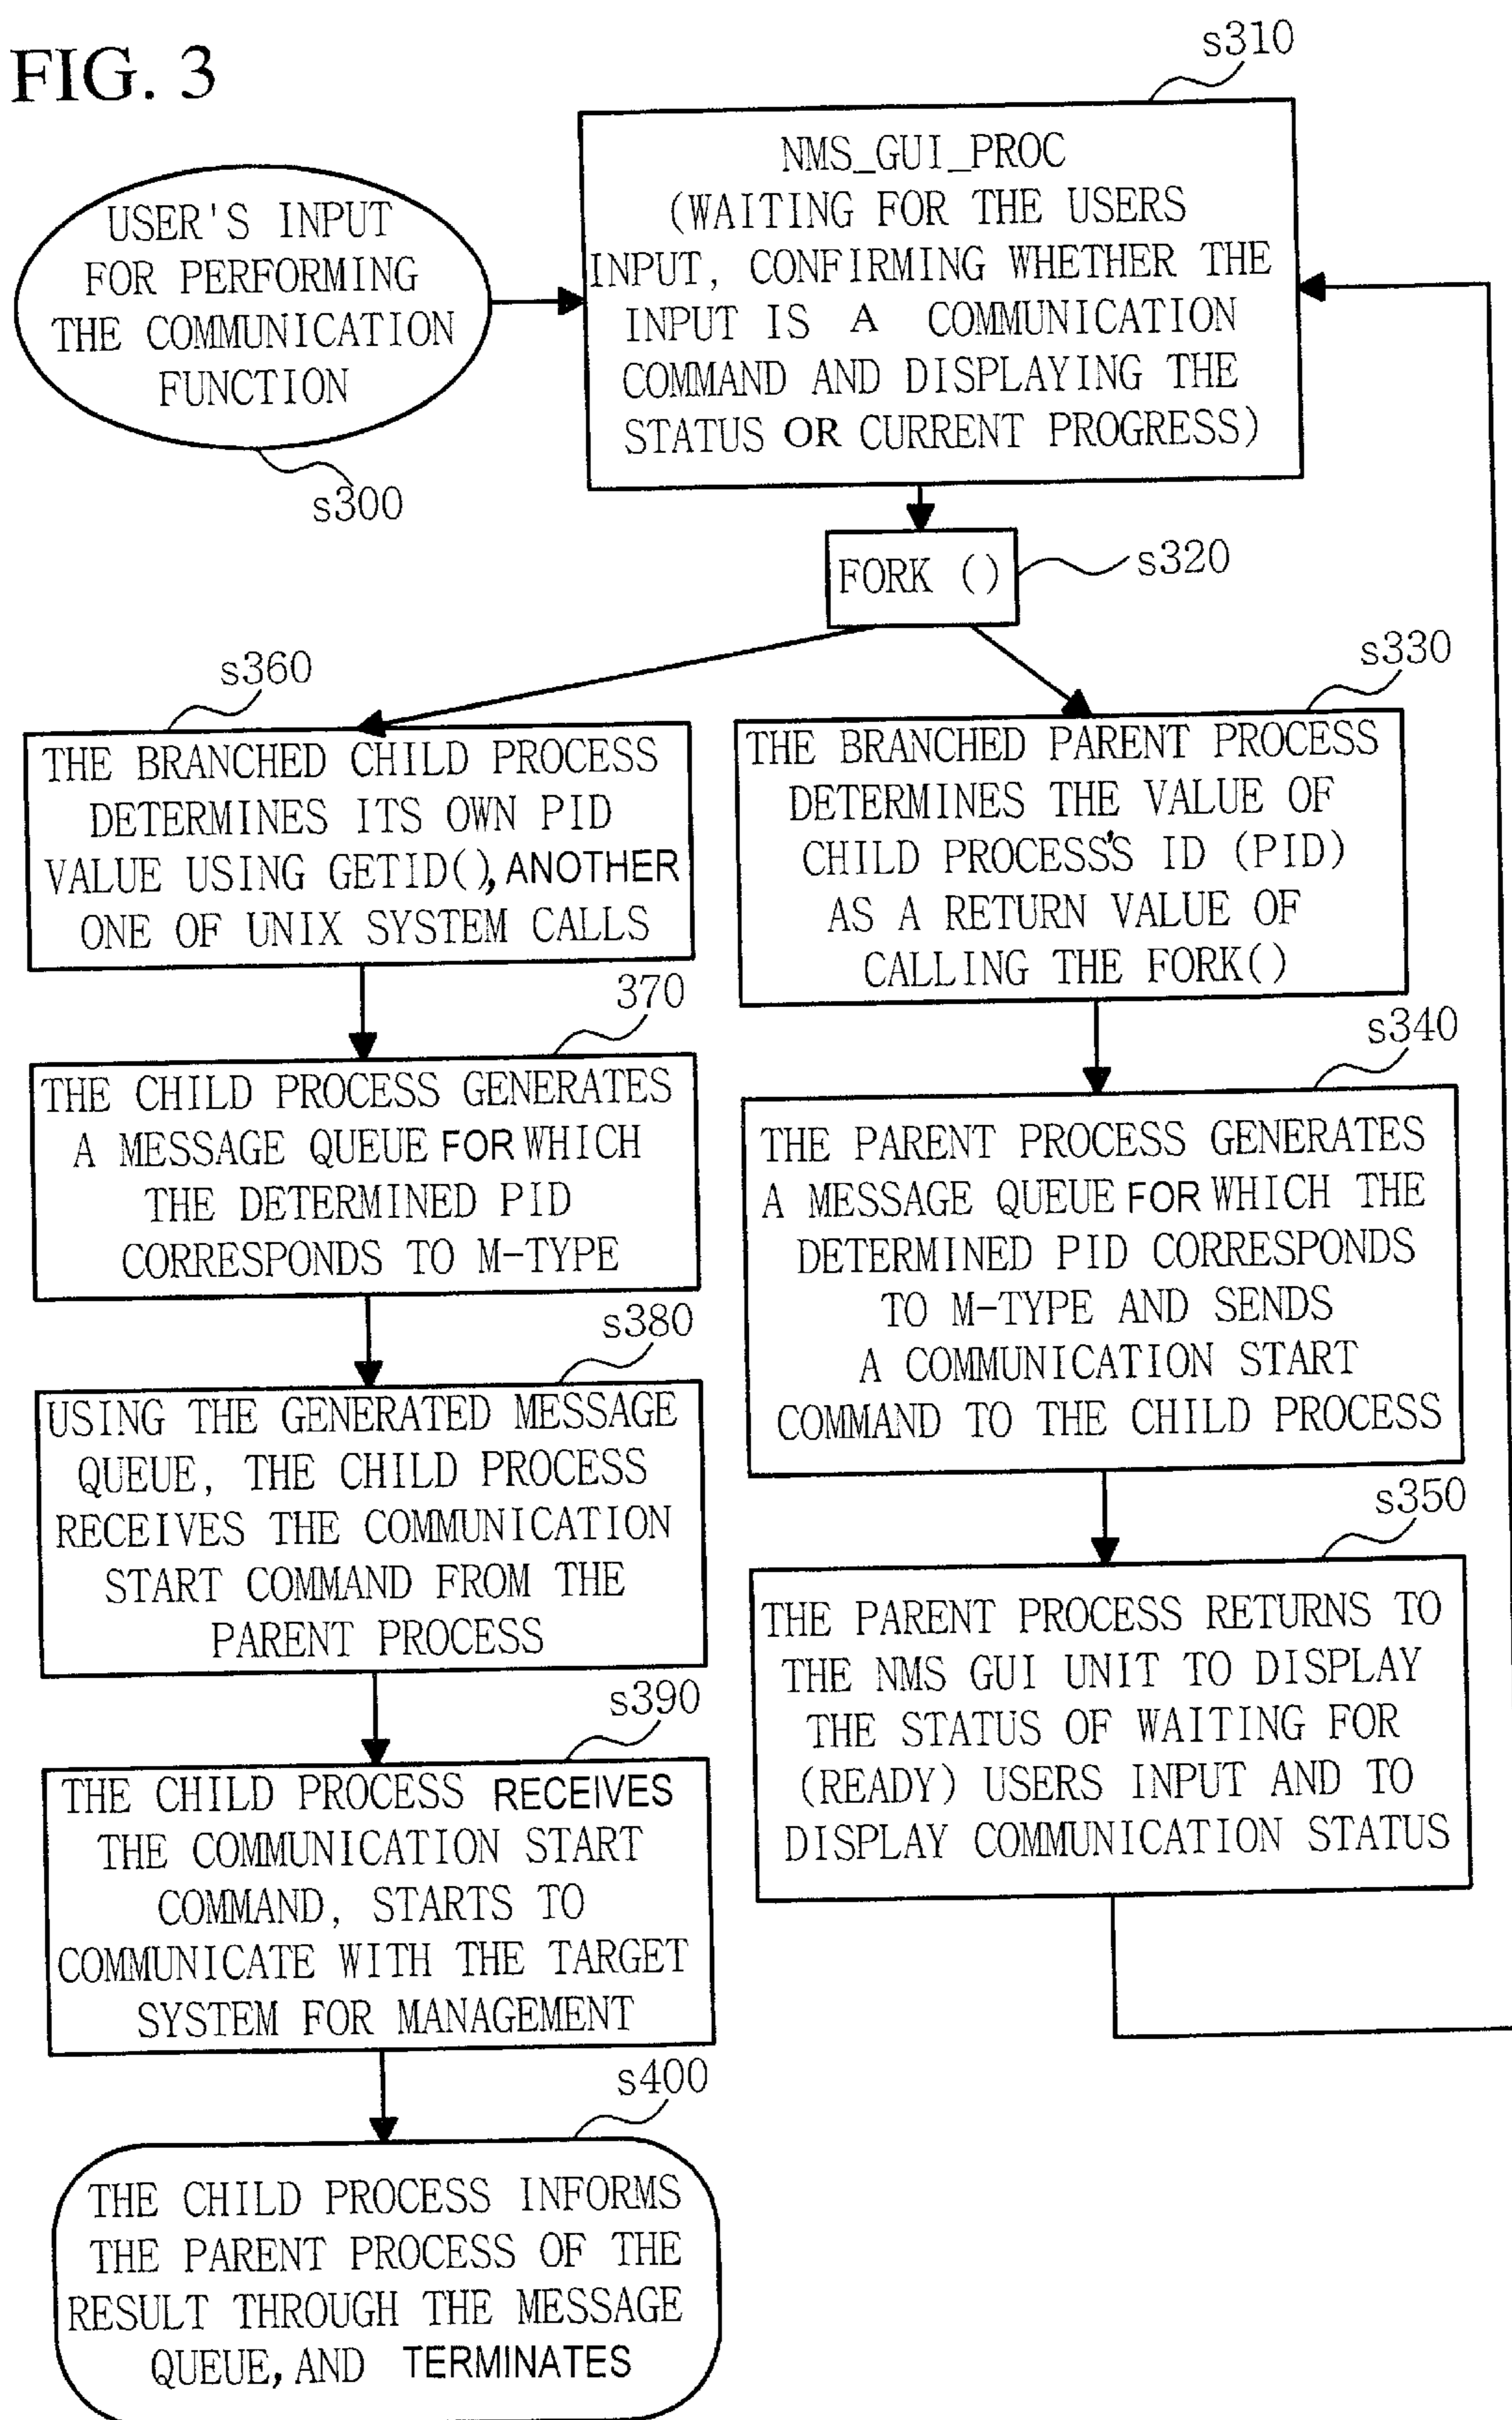 FIG. 3
s310
NMS_GUI_PROC
(WAITING FOR THE USERS
INPUT, CONFIRMING WHETHER THE
INPUT IS A COMMUNICATION
COMMAND AND DISPLAYING THE
STATUS OR CURRENT PROGRESS)
USER'S INPUT
FOR PERFORMING
THE COMMUNICATION
FUNCTION
s300
FORK ()
s320
s360
THE BRANCHED CHILD PROCESS
DETERMINES ITS OWN PID
VALUE USING GETID(), ANOTHER
ONE OF UNIX SYSTEM CALLS
s330
THE BRANCHED PARENT PROCESS
DETERMINES THE VALUE OF
CHILD PROCESS'S ID (PID)
AS A RETURN VALUE OF
CALLING THE FORK()
370
THE CHILD PROCESS GENERATES
A MESSAGE QUEUE FOR WHICH
THE DETERMINED PID
CORRESPONDS TO M-TYPE
s340
THE PARENT PROCESS GENERATES
A MESSAGE QUEUE FOR WHICH THE
DETERMINED PID CORRESPONDS
TO M-TYPE AND SENDS
A COMMUNICATION START
COMMAND TO THE CHILD PROCESS
s380
USING THE GENERATED MESSAGE
QUEUE, THE CHILD PROCESS
RECEIVES THE COMMUNICATION
START COMMAND FROM THE
PARENT PROCESS
s350
THE PARENT PROCESS RETURNS TO
THE NMS GUI UNIT TO DISPLAY
THE STATUS OF WAITING FOR
(READY) USERS INPUT AND TO
DISPLAY COMMUNICATION STATUS
s390
THE CHILD PROCESS RECEIVES
THE COMMUNICATION START
COMMAND, STARTS TO
COMMUNICATE WITH THE TARGET
SYSTEM FOR MANAGEMENT
s400
THE CHILD PROCESS INFORMS
THE PARENT PROCESS OF THE
RESULT THROUGH THE MESSAGE
QUEUE, AND TERMINATES